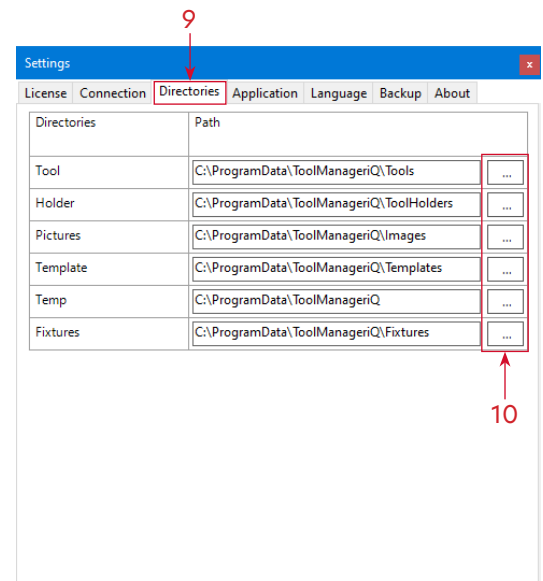 9
Settings x
License Connection Directories Application Language Backup About
Directories Path
Tool C:\ProgramData\ToolManageriQ\Tools ...
Holder C:\ProgramData\ToolManageriQ\ToolHolders ...
Pictures C:\ProgramData\ToolManageriQ\Images ...
Template C:\ProgramData\ToolManageriQ\Templates ...
Temp C:\ProgramData\ToolManageriQ ...
Fixtures C:\ProgramData\ToolManageriQ\Fixtures ...
10